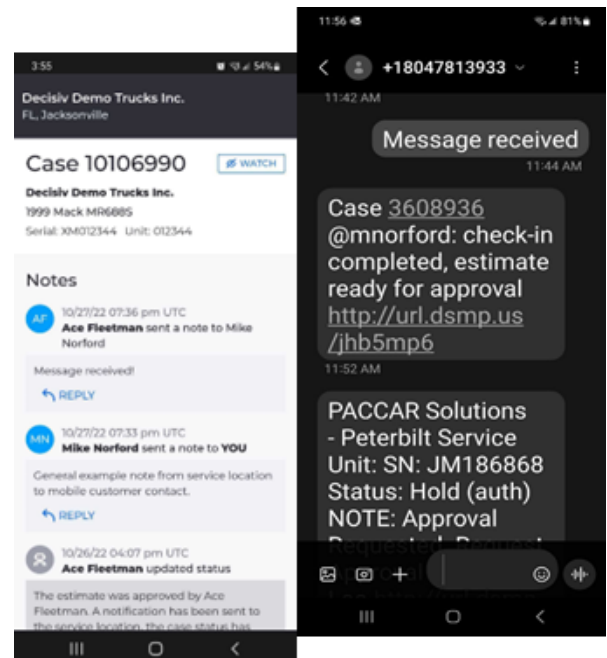 3:55
54%
Decisiv Demo Trucks Inc.
FL, Jacksonville
Case 10106990
WATCH
Decisiv Demo Trucks Inc.
1999 Mack MR688S
Serial: XM012344 Unit: 012344
Notes
AF
10/27/22 07:36 pm UTC
Ace Fleetman sent a note to Mike
Norford
Message received!
REPLY
MN
10/27/22 07:33 pm UTC
Mike Norford sent a note to YOU
General example note from service location
to mobile customer contact.
REPLY
10/26/22 04:07 pm UTC
Ace Fleetman updated status
The estimate was approved by Ace
Fleetman. A notification has been sent to
the service location, the case status has
11:56
81%
+18047813933
11:42 AM
Message received
11:44 AM
Case 3608936
@mnorford: check-in
completed, estimate
ready for approval
http://url.dsmp.us
/jhb5mp6
11:52 AM
PACCAR Solutions
- Peterbilt Service
Unit: SN: JM186868
Status: Hold (auth)
NOTE: Approval
Requested, Request